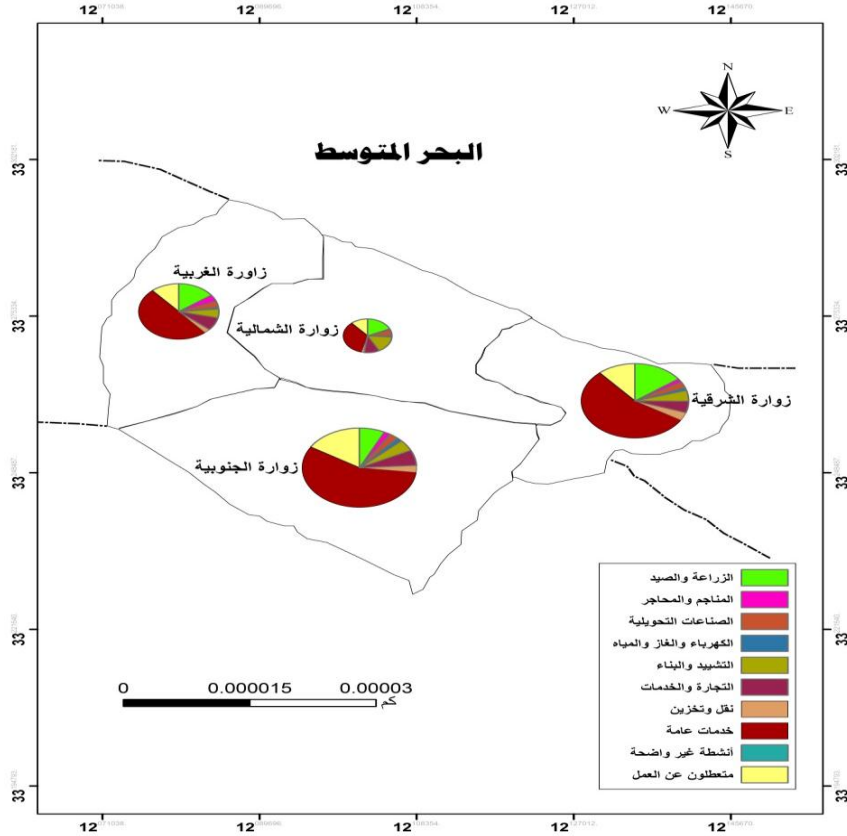 12 12 12 12 12
N
W E
S
33 33
البحر المتوسط
زاورة الغربية
33 33
زوارة الشمالية
زوارة الشرقية
زوارة الجنوبية
33 33
الزراعة والصيد
المناجم والمحاجر
الصناعات التحويلية
33 33
الكهرباء والغاز والمياه
التشييد والبناء
0 0.000015 0.00003
كم
التجارة والخدمات
نقل وتخزين
خدمات عامة
أنشطة غير واضحة
متعطلون عن العمل
33 33
12 12 12 12 12